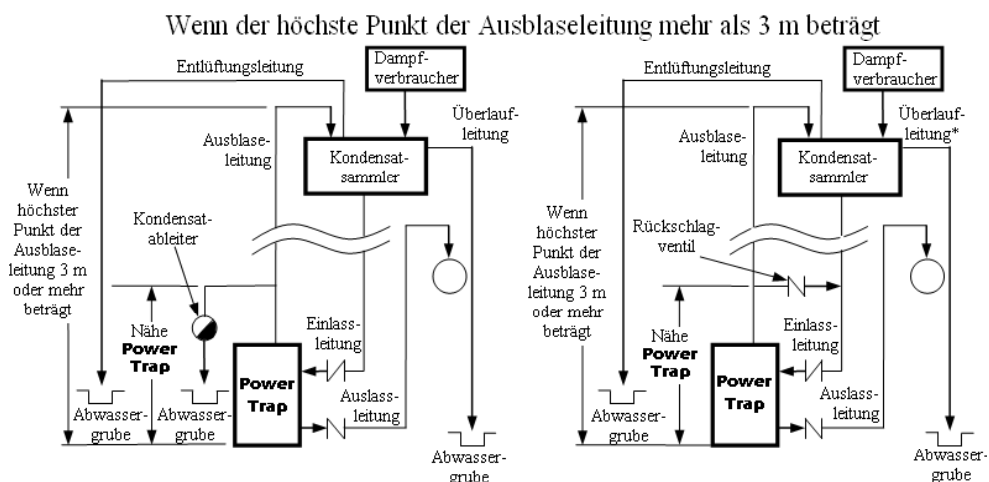 Wenn der höchste Punkt der Ausblaseleitung mehr als 3 m beträgt
Entlüftungsleitung
Dampf-
verbraucher
Überlauf-
leitung
Ausblase-
leitung
Kondensat-
sammler
Wenn
höchster
Punkt der
Ausblase-
leitung 3 m
oder mehr
beträgt
Kondensat-
ableiter
Nähe
Power
Trap
Einlass-
leitung
Power
Trap
Auslass-
leitung
Abwasser-
grube
Abwasser-
grube
Abwasser-
grube
Entlüftungsleitung
Dampf-
verbraucher
Überlauf-
leitung*
Ausblase-
leitung
Kondensat-
sammler
Wenn
höchster
Punkt der
Ausblase-
leitung 3 m
oder mehr
beträgt
Rückschlag-
ventil
Nähe
Power
Trap
Einlass-
leitung
Power
Trap
Auslass-
leitung
Abwasser-
grube
Abwasser-
grube